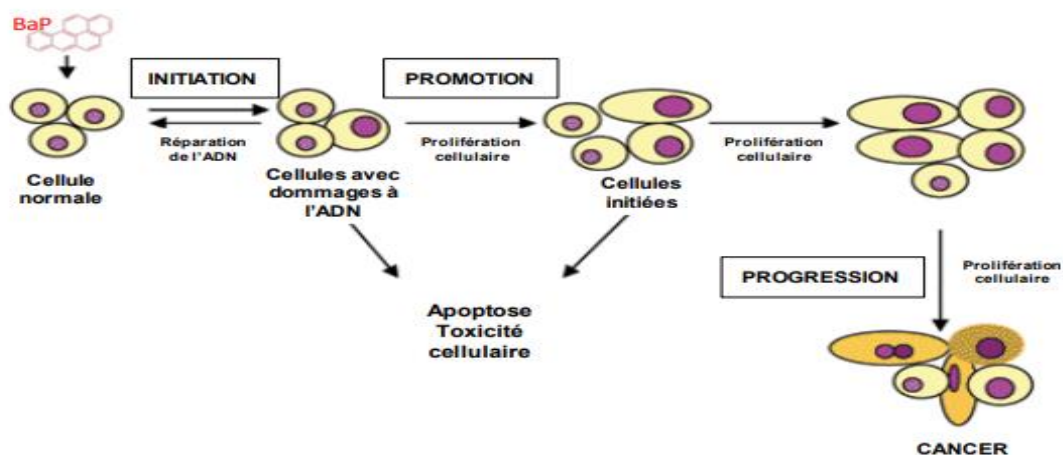 BaP
INITIATION
PROMOTION
Réparation
de l'ADN
Prolifération
cellulaire
Prolifération
cellulaire
Cellule
normale
Cellules avec
dommages à
l'ADN
Cellules
initiées
Apoptose
Toxicité
cellulaire
PROGRESSION
Prolifération
cellulaire
CANCER